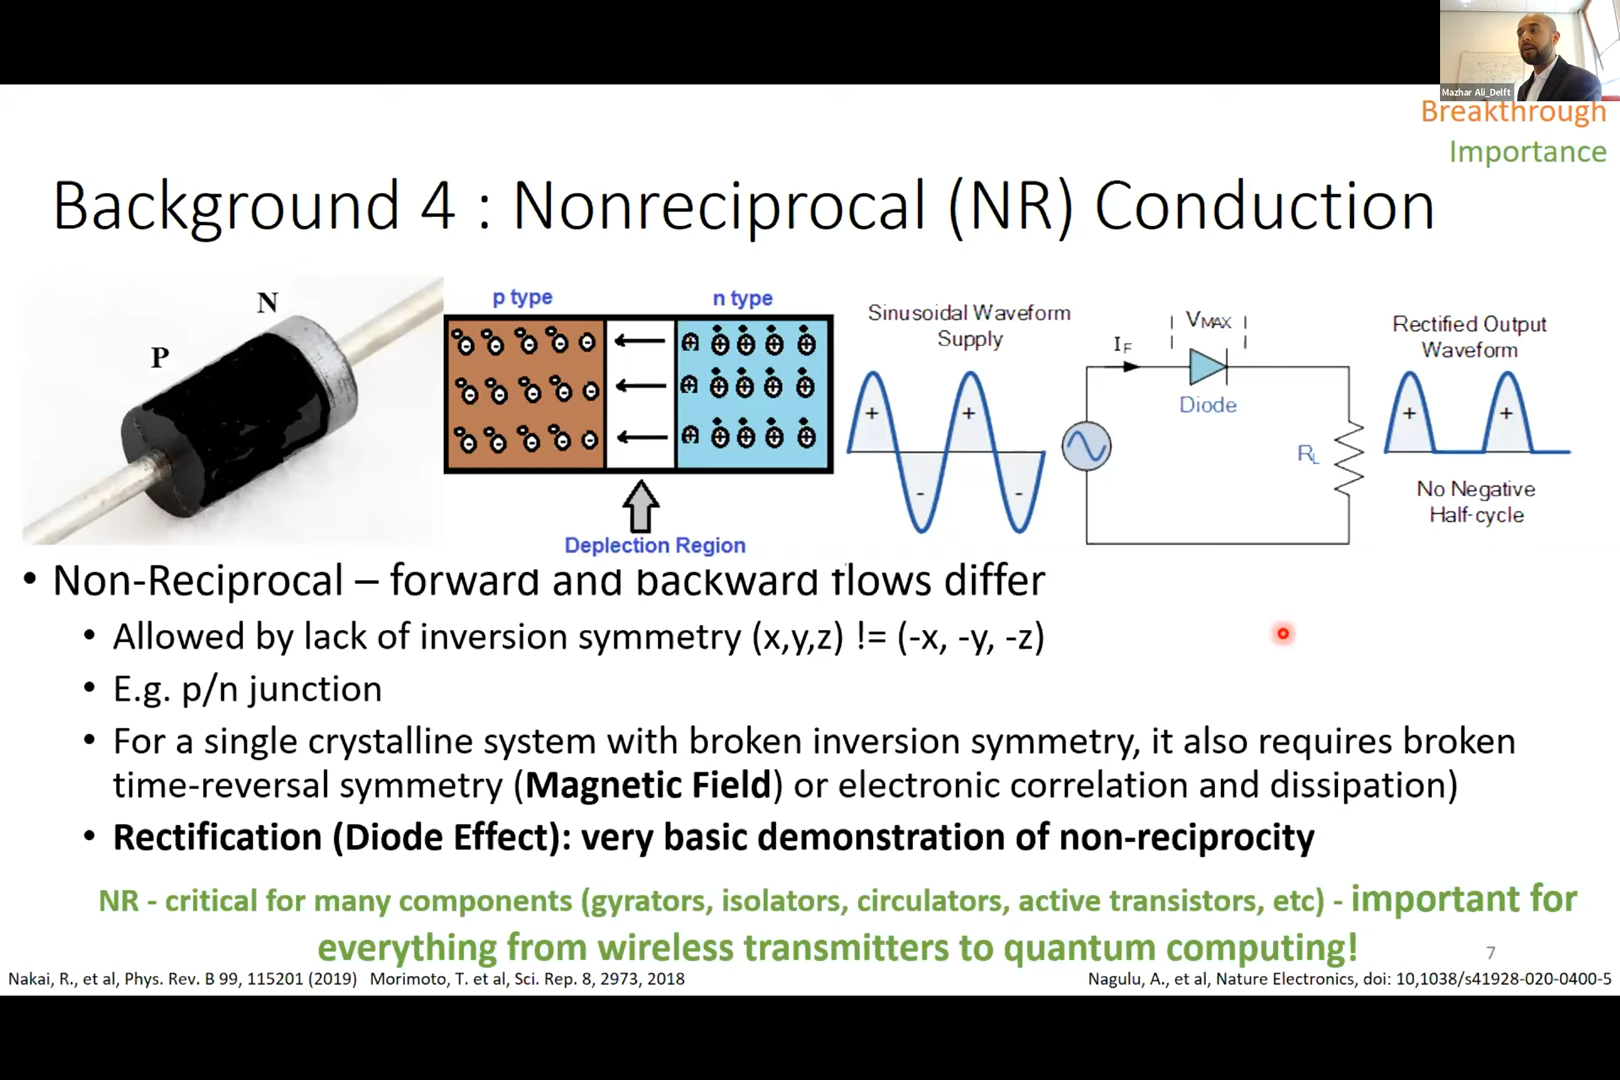 Mazhar Ali_Delft
Breakthrough
Importance
Background 4 : Nonreciprocal (NR) Conduction
N
P
p type
n type
Deplection Region
Sinusoidal Waveform
Supply
+
+
-
-
VMAX
IF
Diode
RL
Rectified Output
Waveform
+
+
No Negative
Half-cycle
• Non-Reciprocal – forward and backward flows differ
• Allowed by lack of inversion symmetry (x,y,z) != (-x, -y, -z)
• E.g. p/n junction
• For a single crystalline system with broken inversion symmetry, it also requires broken
time-reversal symmetry (Magnetic Field) or electronic correlation and dissipation)
• Rectification (Diode Effect): very basic demonstration of non-reciprocity
NR - critical for many components (gyrators, isolators, circulators, active transistors, etc) - important for
everything from wireless transmitters to quantum computing!
7
Nakai, R., et al, Phys. Rev. B 99, 115201 (2019) Morimoto, T. et al, Sci. Rep. 8, 2973, 2018
Nagulu, A., et al, Nature Electronics, doi: 10,1038/s41928-020-0400-5